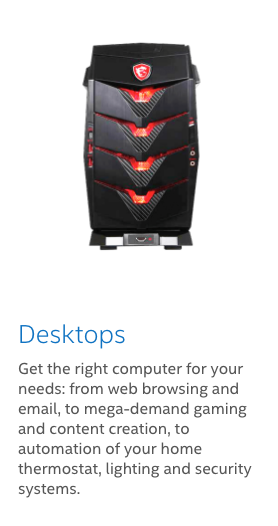 Desktops
Get the right computer for your
needs: from web browsing and
email, to mega-demand gaming
and content creation, to
automation of your home
thermostat, lighting and security
systems.